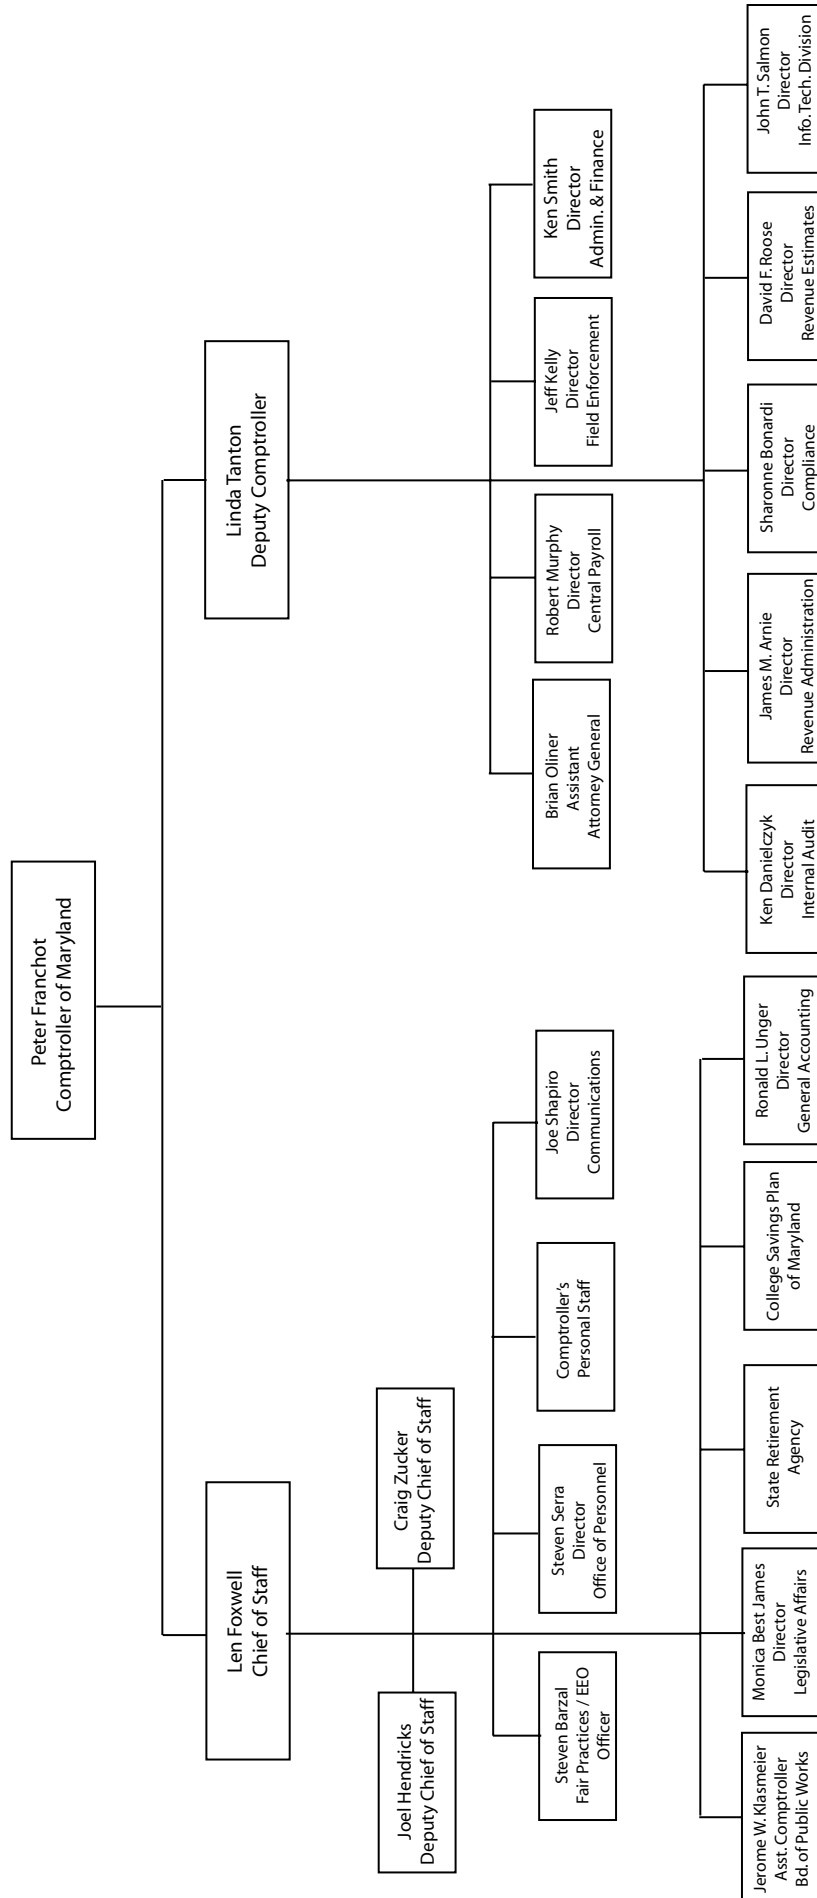 Peter Franchot
Comptroller of Maryland
Len Foxwell
Chief of Staff
Linda Tanton
Deputy Comptroller
Joel Hendricks
Deputy Chief of Staff
Craig Zucker
Deputy Chief of Staff
Steven Barzal
Fair Practices / EEO
Officer
Steven Serra
Director
Office of Personnel
Comptroller's
Personal Staff
Joe Shapiro
Director
Communications
Brian Oliner
Assistant
Attorney General
Robert Murphy
Director
Central Payroll
Jeff Kelly
Director
Field Enforcement
Ken Smith
Director
Admin. & Finance
Jerome W. Klasmeier
Asst. Comptroller
Bd. of Public Works
Monica Best James
Director
Legislative Affairs
State Retirement
Agency
College Savings Plan
of Maryland
Ronald L. Unger
Director
General Accounting
Ken Danielczyk
Director
Internal Audit
James M. Arnie
Director
Revenue Administration
Sharonne Bonardi
Director
Compliance
David F. Roose
Director
Revenue Estimates
John T. Salmon
Director
Info. Tech. Division